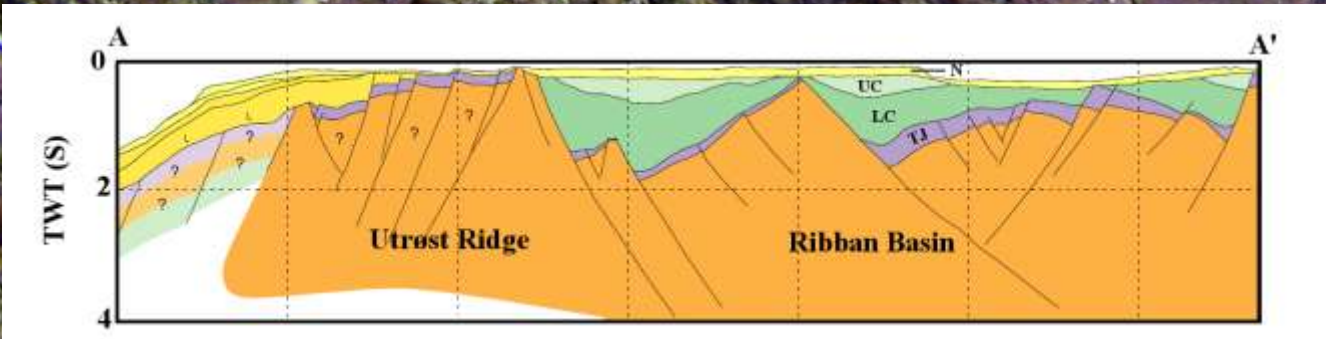 A
A'
0
N
UC
LC
TJ
L
L
?
?
?
?
?
?
?
TWT (S)
2
Utrøst Ridge
Ribban Basin
4